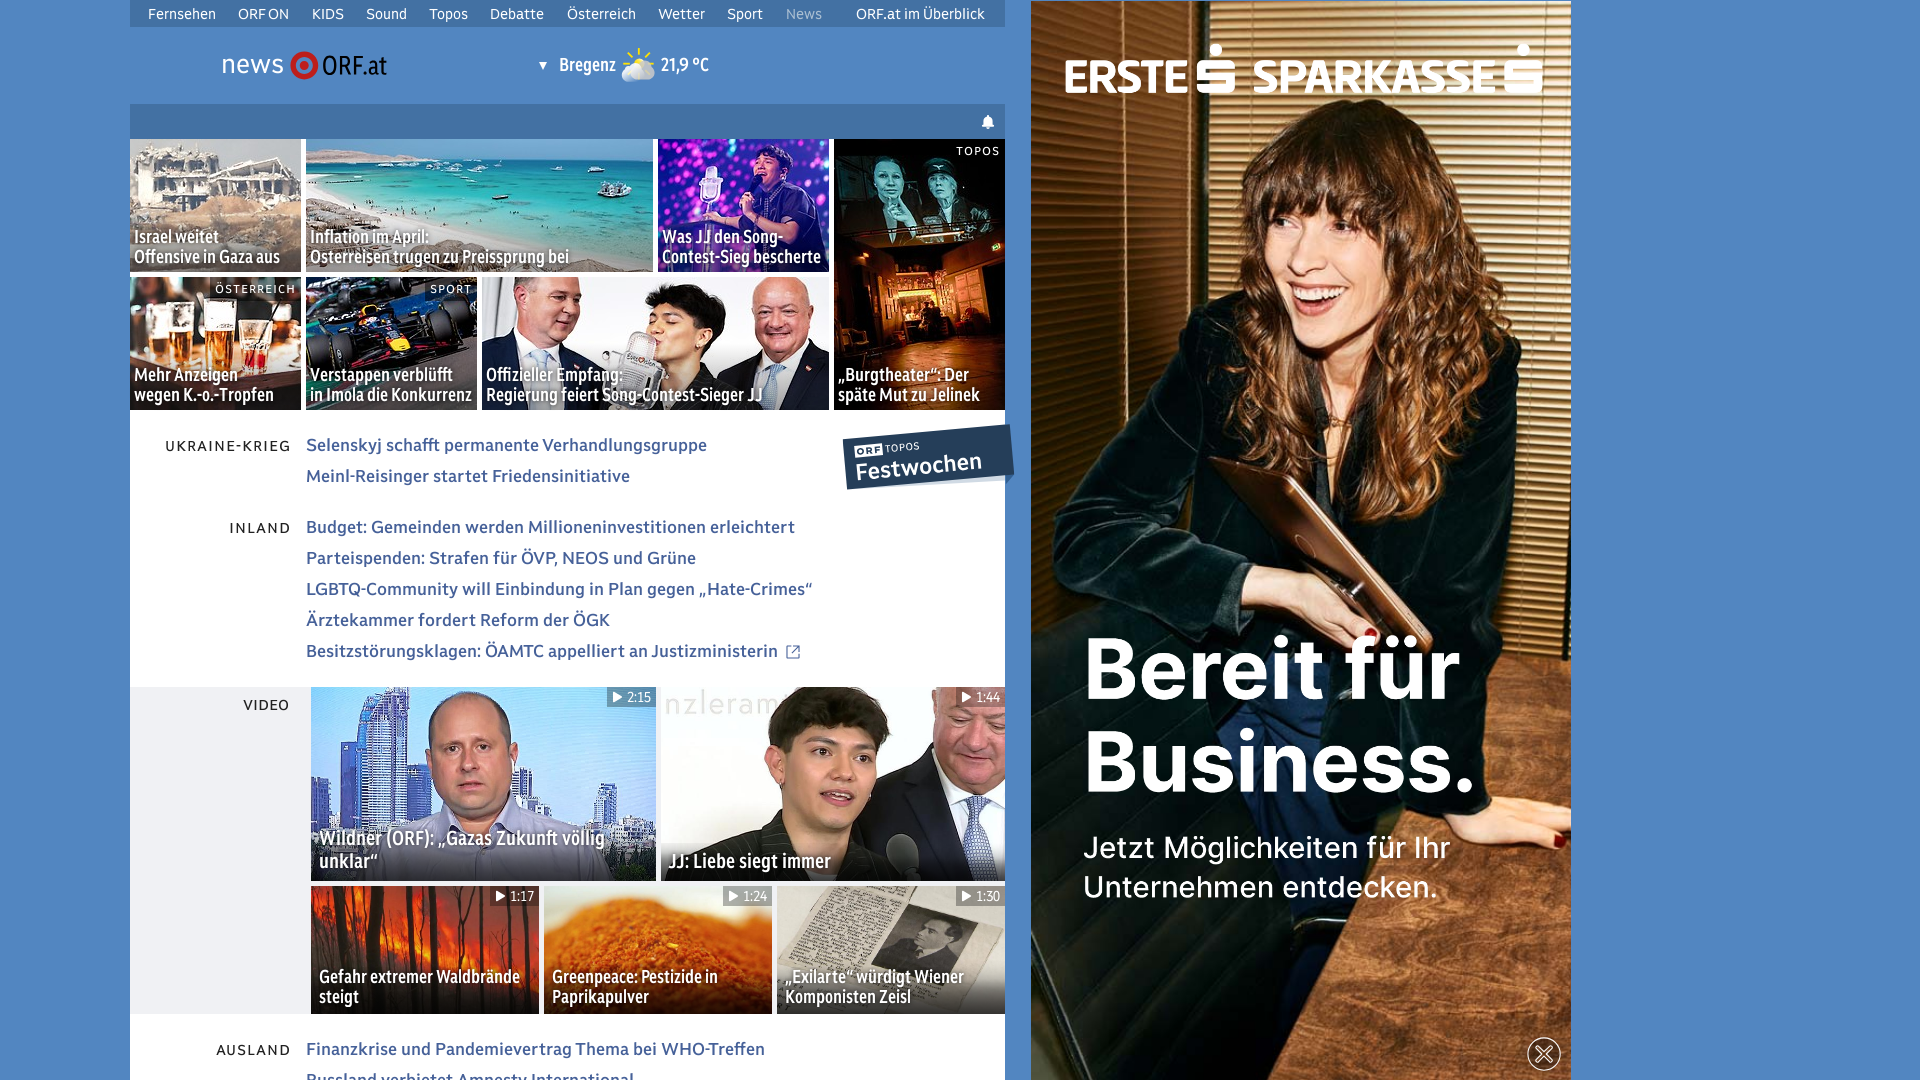 Fernsehen ORF ON KIDS Sound Topos Debatte Österreich Wetter Sport News ORF.at im Überblick
news ORF.at
▼ Bregenz 21,9 °C
Israel weitet
Offensive in Gaza aus
Inflation im April:
Osterreisen trugen zu Preissprung bei
Was JJ den Song-
Contest-Sieg bescherte
TOPOS
„Burgtheater“: Der
späte Mut zu Jelinek
ÖSTERREICH
Mehr Anzeigen
wegen K.-o.-Tropfen
SPORT
Verstappen verblüfft
in Imola die Konkurrenz
Offizieller Empfang:
Regierung feiert Song-Contest-Sieger JJ
UKRAINE-KRIEG
Selenskyj schafft permanente Verhandlungsgruppe
Meinl-Reisinger startet Friedensinitiative
ORF TOPOS
Festwochen
INLAND
Budget: Gemeinden werden Millioneninvestitionen erleichtert
Parteispenden: Strafen für ÖVP, NEOS und Grüne
LGBTQ-Community will Einbindung in Plan gegen „Hate-Crimes“
Ärztekammer fordert Reform der ÖGK
Besitzstörungsklagen: ÖAMTC appelliert an Justizministerin
VIDEO
2:15
Wildner (ORF): „Gazas Zukunft völlig
unklar“
nzleram
1:44
JJ: Liebe siegt immer
1:17
Gefahr extremer Waldbrände
steigt
1:24
Greenpeace: Pestizide in
Paprikapulver
1:30
„Exilarte“ würdigt Wiener
Komponisten Zeisl
AUSLAND
Finanzkrise und Pandemievertrag Thema bei WHO-Treffen
Russland verbietet Amnesty International
ERSTE SPARKASSE
Bereit für
Business.
Jetzt Möglichkeiten für Ihr
Unternehmen entdecken.